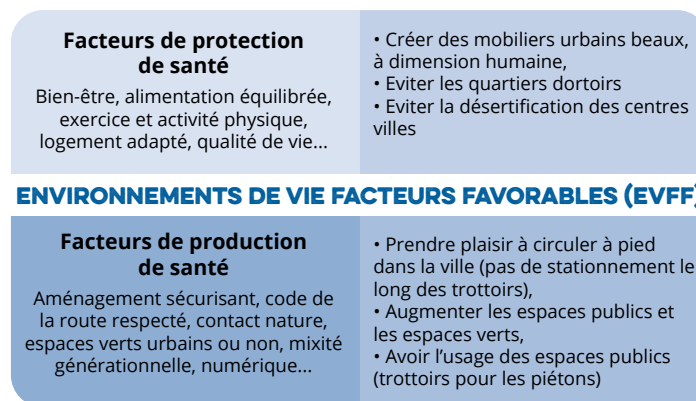 Facteurs de protection
de santé
Bien-être, alimentation équilibrée,
exercice et activité physique,
logement adapté, qualité de vie...
• Créer des mobiliers urbains beaux,
à dimension humaine,
• Eviter les quartiers dortoirs
• Eviter la désertification des centres
villes
ENVIRONNEMENTS DE VIE FACTEURS FAVORABLES (EVFF)
Facteurs de production
de santé
Aménagement sécurisant, code de
la route respecté, contact nature,
espaces verts urbains ou non, mixité
générationnelle, numérique...
• Prendre plaisir à circuler à pied
dans la ville (pas de stationnement le
long des trottoirs),
• Augmenter les espaces publics et
les espaces verts,
• Avoir l’usage des espaces publics
(trottoirs pour les piétons)